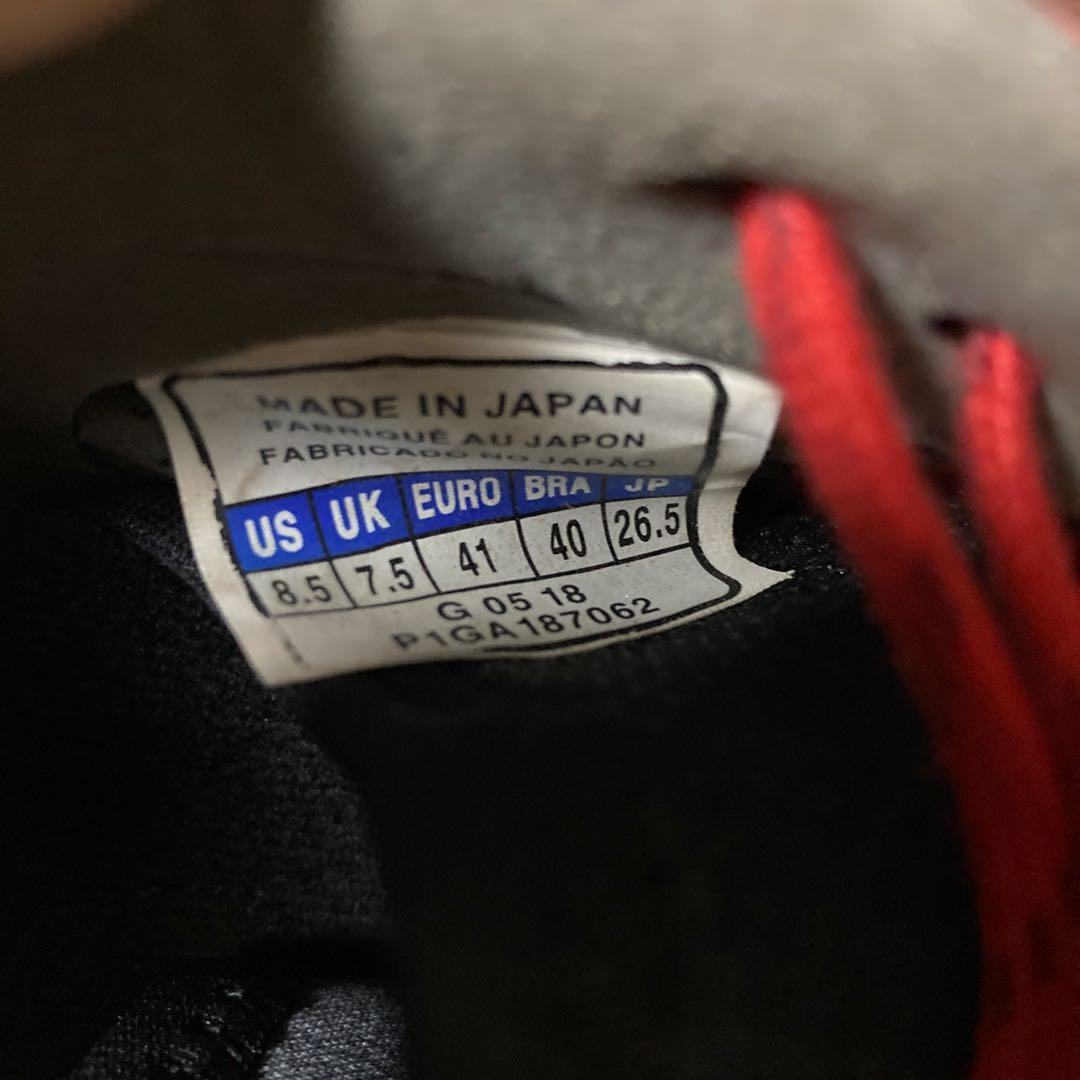 MADE IN JAPAN
FABRIQUÉ AU JAPON
FABRICADO NO JAPÃO
US UK EURO BRA JP
8.5 7.5 41 40 26.5
G 05 18
P1GA187062